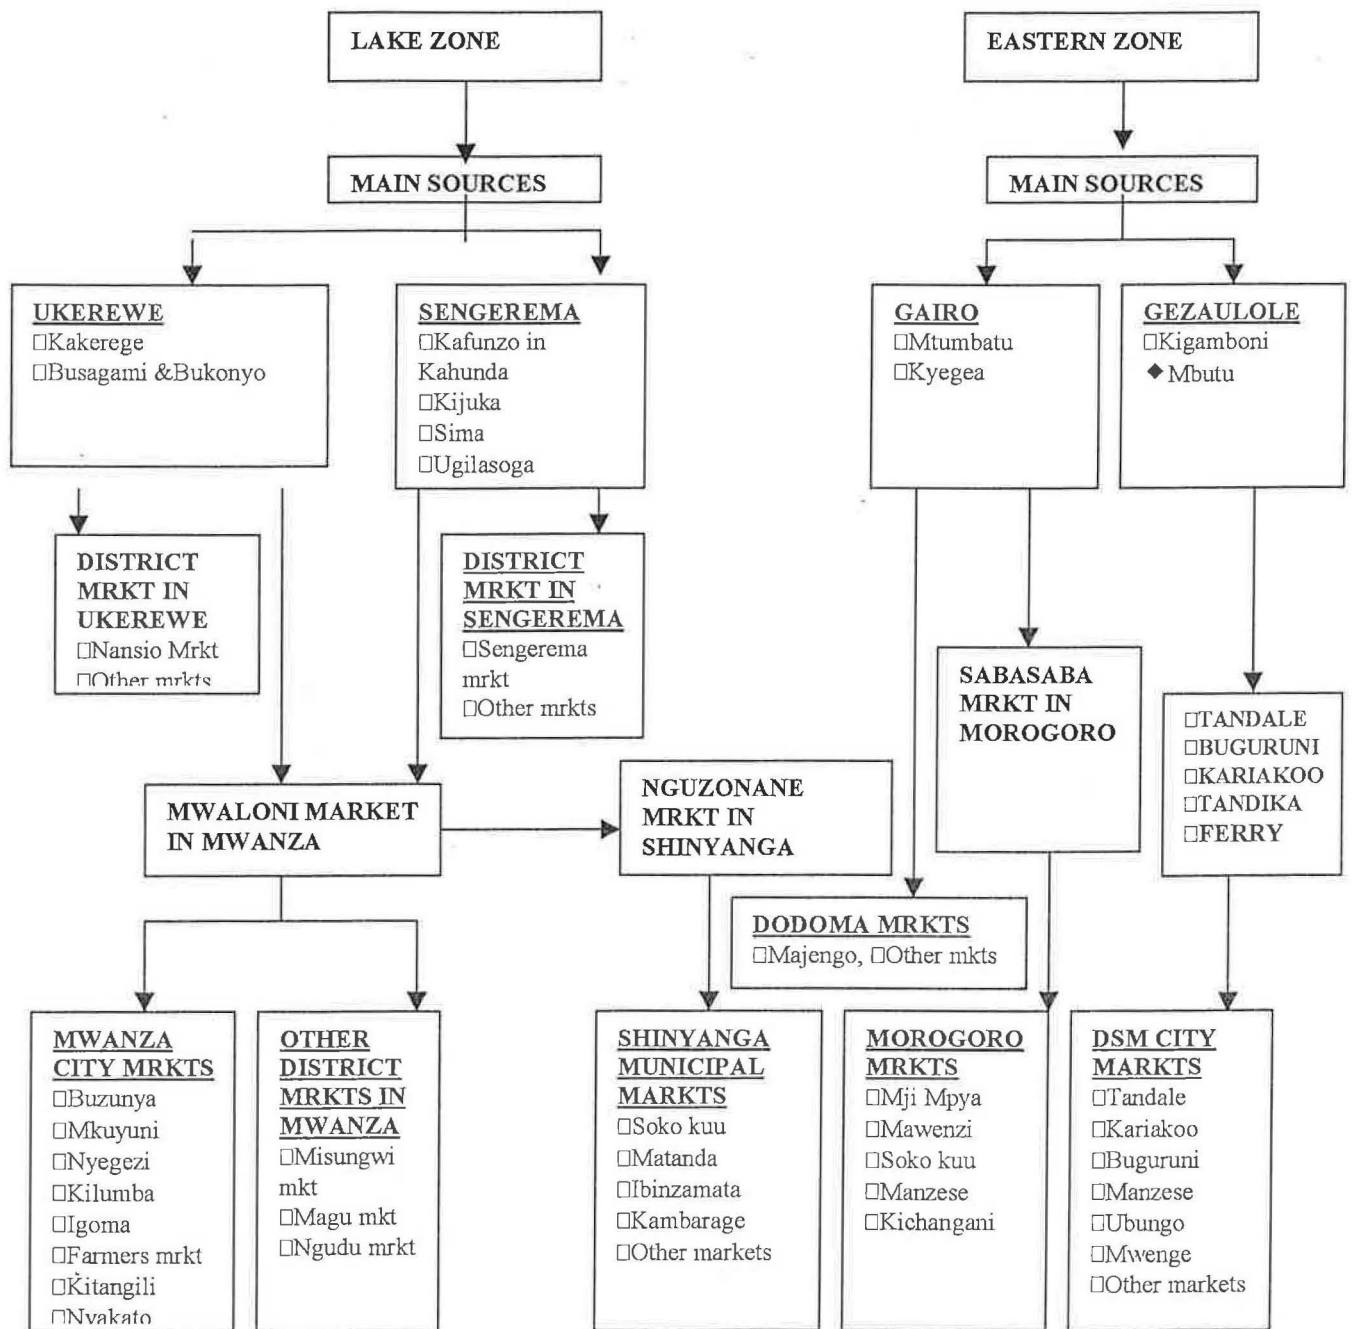 LAKE ZONE
EASTERN ZONE
MAIN SOURCES
MAIN SOURCES
UKEREWE
□Kakerege
□Busagami &Bukonyo
SENGEREMA
□Kafunzo in
Kahunda
□Kijuka
□Sima
□Ugilasoga
GAIRO
□Mtumbatu
□Kyegea
GEZAULOLE
□Kigamboni
◆ Mbutu
DISTRICT
MRKT IN
UKEREWE
□Nansio Mrkt
□Other mrkts
DISTRICT
MRKT IN
SENGEREMA
□Sengerema
mrkt
□Other mrkts
SABASABA
MRKT IN
MOROGORO
□TANDALE
□BUGURUNI
□KARIAKOO
□TANDIKA
□FERRY
MWALONI MARKET
IN MWANZA
NGUZONANE
MRKT IN
SHINYANGA
DODOMA MRKTS
□Majengo, □Other mkts
MWANZA
CITY MRKTS
□Buzunya
□Mkuyuni
□Nyegezi
□Kilumba
□Igoma
□Farmers mrkt
□Kitangili
□Nyakato
OTHER
DISTRICT
MRKTS IN
MWANZA
□Misungwi
mkt
□Magu mkt
□Ngudu mrkt
SHINYANGA
MUNICIPAL
MARKTS
□Soko kuu
□Matanda
□Ibinzamata
□Kambarage
□Other markets
MOROGORO
MRKTS
□Mji Mpya
□Mawenzi
□Soko kuu
□Manzese
□Kichangani
DSM CITY
MARKTS
□Tandale
□Kariakoo
□Buguruni
□Manzese
□Ubungo
□Mwenge
□Other markets